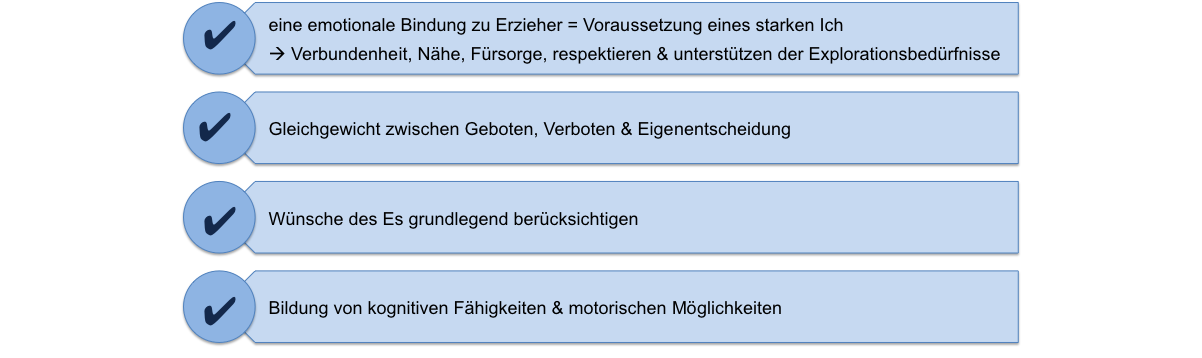 eine emotionale Bindung zu Erzieher = Voraussetzung eines starken Ich
→ Verbundenheit, Nähe, Fürsorge, respektieren & unterstützen der Explorationsbedürfnisse
Gleichgewicht zwischen Geboten, Verboten & Eigenentscheidung
Wünsche des Es grundlegend berücksichtigen
Bildung von kognitiven Fähigkeiten & motorischen Möglichkeiten